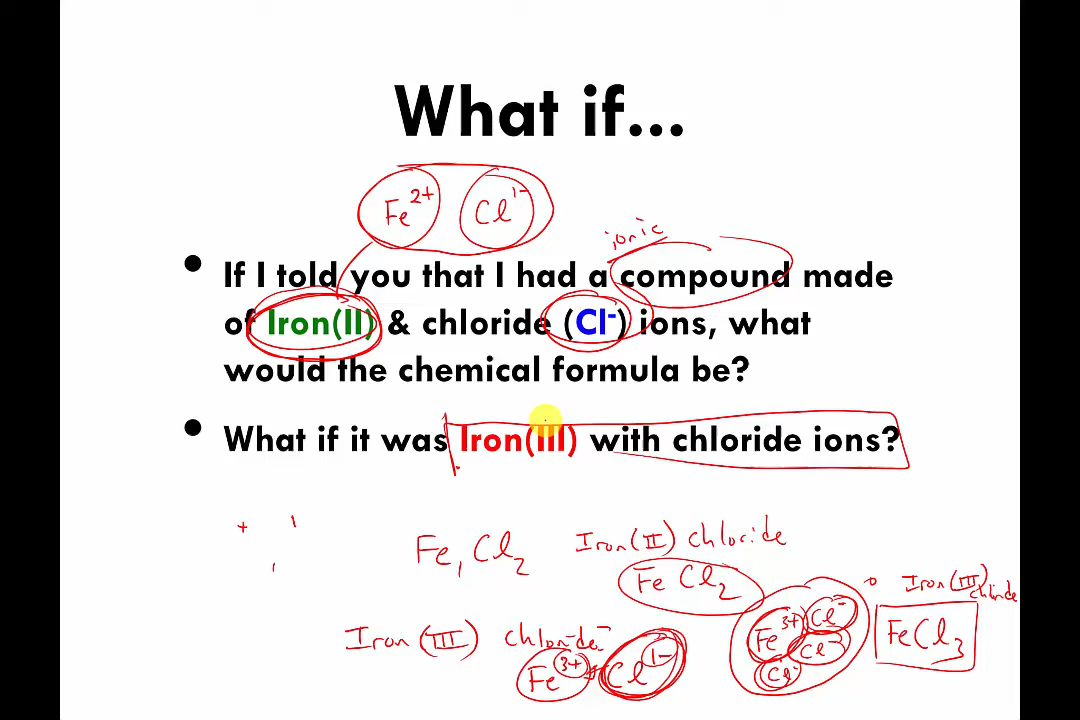 What if...
Fe2+ Cl1-
ionic
• If I told you that I had a compound made
of Iron(II) & chloride (Cl-) ions, what
would the chemical formula be?
• What if it was Iron(III) with chloride ions?
Fe1Cl2
Iron(II) chloride
FeCl2
Iron(III) chloride
Fe3+ Cl1-
Fe3+ Cl- Cl- Cl-
Iron(III) chloride
FeCl3